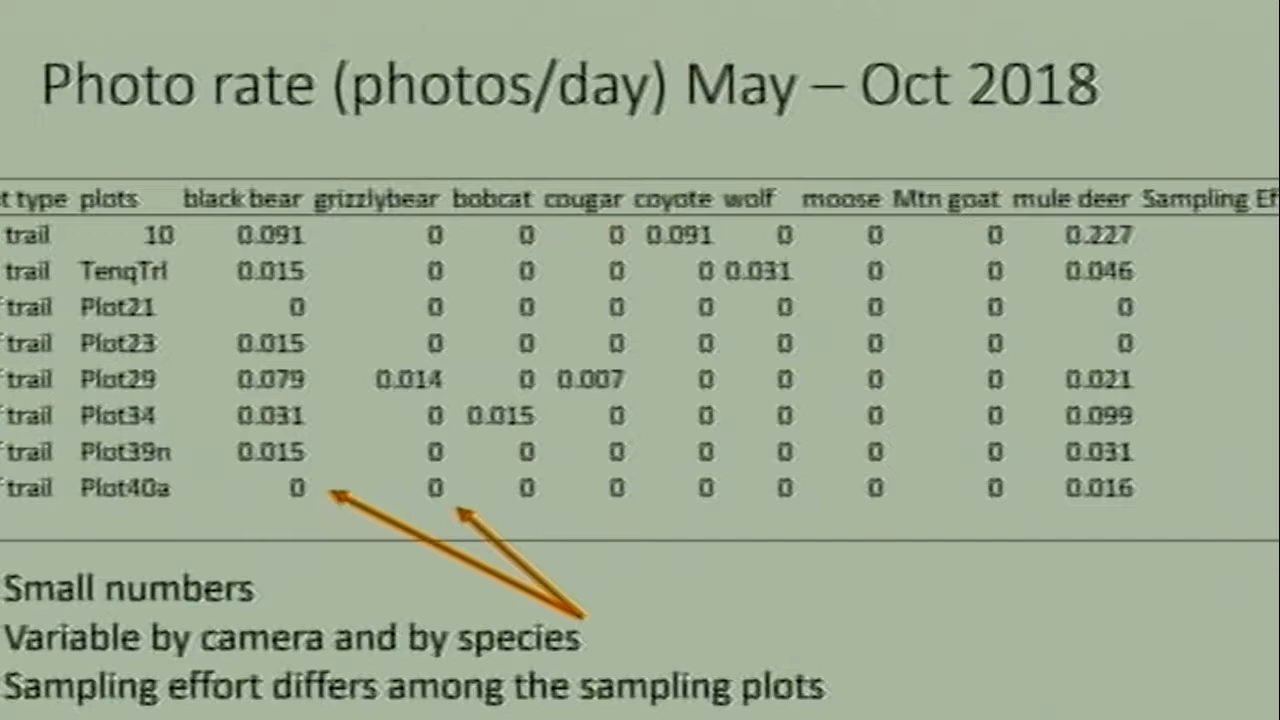 Photo rate (photos/day) May – Oct 2018
t type plots black bear grizzlybear bobcat cougar coyote wolf moose Mtn goat mule deer Sampling Ef
trail 10 0.091 0 0 0 0.091 0 0 0 0.227
trail TenqTrl 0.015 0 0 0 0 0.031 0 0 0.046
trail Plot21 0 0 0 0 0 0 0 0 0
trail Plot23 0.015 0 0 0 0 0 0 0 0
trail Plot29 0.079 0.014 0 0.007 0 0 0 0 0.021
trail Plot34 0.031 0 0.015 0 0 0 0 0 0.099
trail Plot39n 0.015 0 0 0 0 0 0 0 0.031
trail Plot40a 0 0 0 0 0 0 0 0 0.016
Small numbers
Variable by camera and by species
Sampling effort differs among the sampling plots